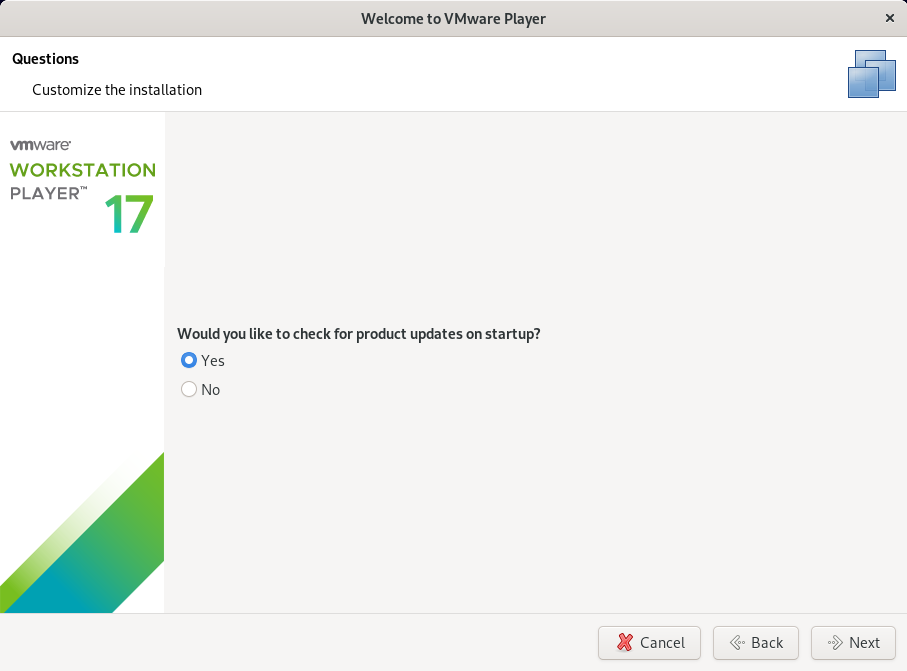 Welcome to VMware Player
Questions
Customize the installation
vmware
WORKSTATION
PLAYER™
17
Would you like to check for product updates on startup?
Yes
No
Cancel
Back
Next